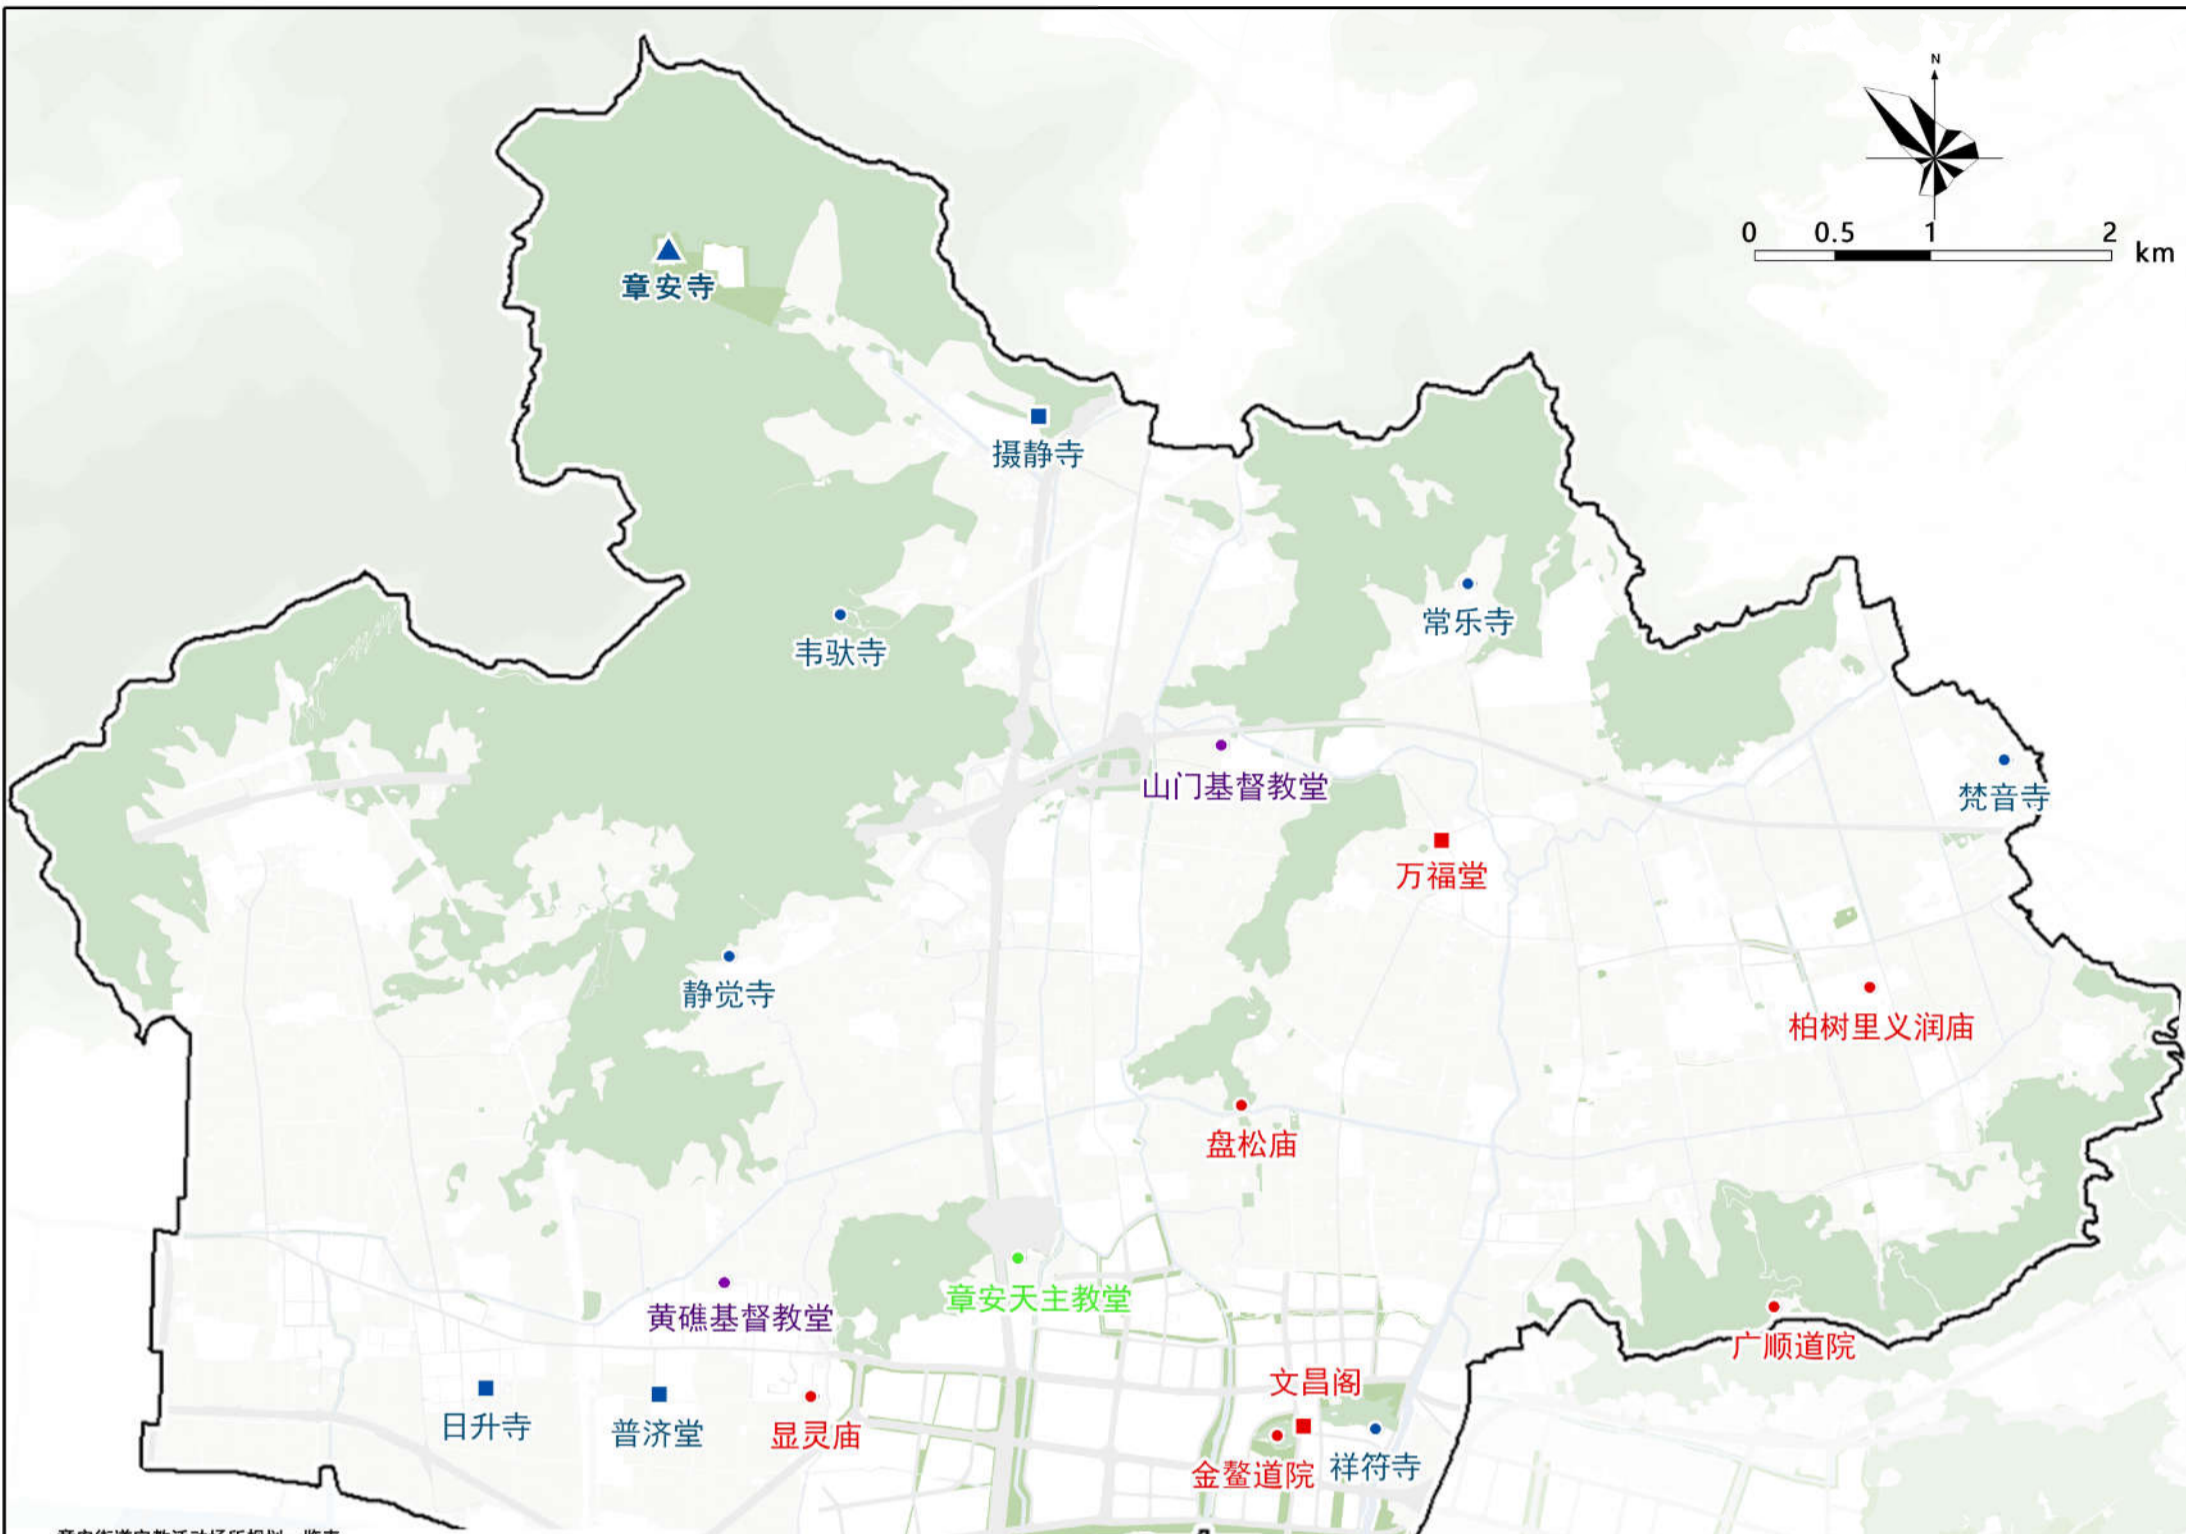 N
0 0.5 1 2 km
章安寺
摄静寺
常乐寺
韦驮寺
山门基督教堂
梵音寺
万福堂
静觉寺
柏树里义润庙
盘松庙
章安天主教堂
黄礁基督教堂
广顺道院
文昌阁
日升寺
普济堂
显灵庙
祥符寺
金鳌道院